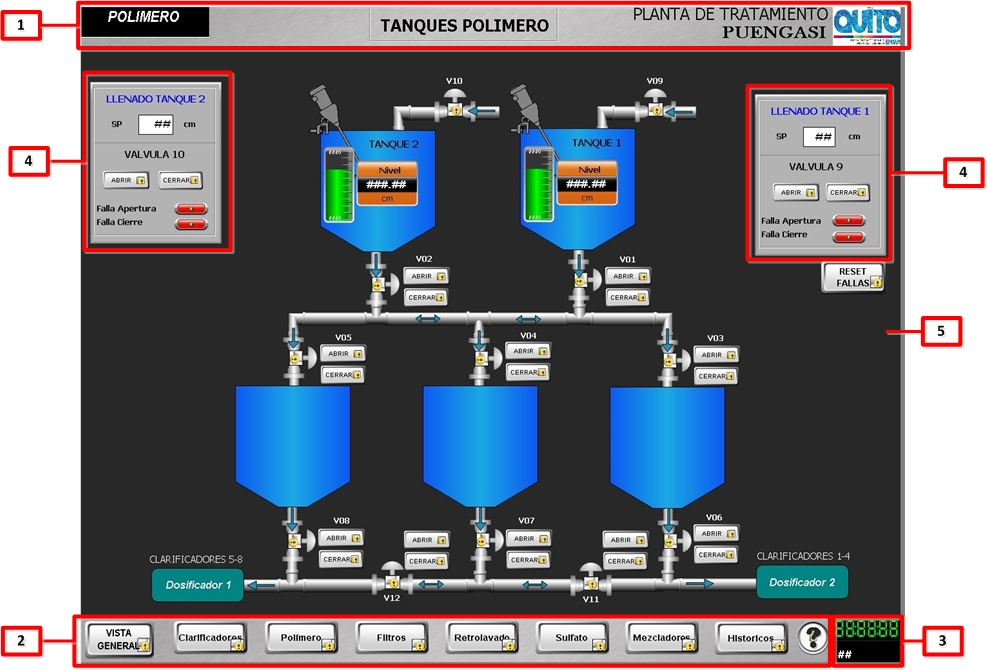 1
POLIMERO
TANQUES POLIMERO
PLANTA DE TRATAMIENTO
PUENGASI
QUITO
4
LLENADO TANQUE 2
SP ## cm
VALVULA 10
ABRIR CERRAR
Falla Apertura
Falla Cierre
V10
V09
TANQUE 2
Nivel
###.##
cm
TANQUE 1
Nivel
###.##
cm
LLENADO TANQUE 1
SP ## cm
VALVULA 9
ABRIR CERRAR
Falla Apertura
Falla Cierre
4
RESET
FALLAS
V02
ABRIR
CERRAR
V01
ABRIR
CERRAR
5
V05
ABRIR
CERRAR
V04
ABRIR
CERRAR
V03
ABRIR
CERRAR
V08
ABRIR
CERRAR
ABRIR
CERRAR
V07
ABRIR
CERRAR
ABRIR
CERRAR
V06
ABRIR
CERRAR
CLARIFICADORES 5-8
Dosificador 1
V12
V11
CLARIFICADORES 1-4
Dosificador 2
2
VISTA
GENERAL
Clarificadores
Polímero
Filtros
Retrolavado
Sulfato
Mezcladores
Historicos
?
##
3